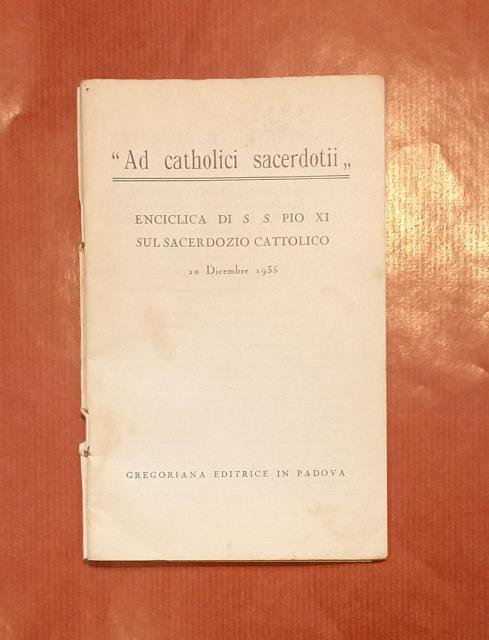 “Ad catholici sacerdotii„
ENCICLICA DI S. S. PIO XI
SUL SACERDOZIO CATTOLICO
20 Dicembre 1935
GREGORIANA EDITRICE IN PADOVA